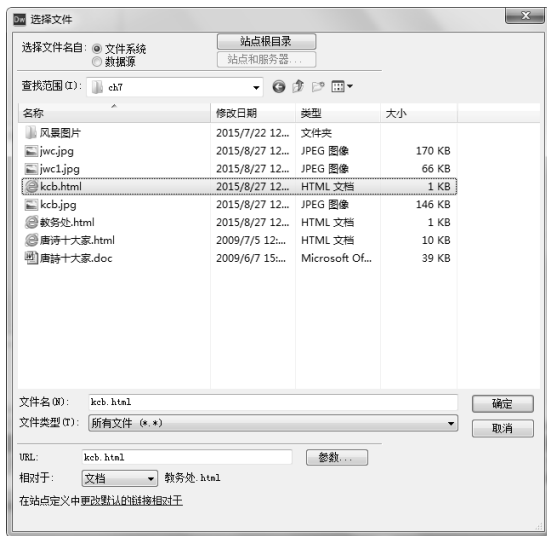 Dw 选择文件
选择文件名自: 文件系统 站点根目录
数据源 站点和服务器...
查找范围(I): ch7
名称 修改日期 类型 大小
风景图片 2015/7/22 12... 文件夹
jwc.jpg 2015/8/27 12... JPEG 图像 170 KB
jwc1.jpg 2015/8/27 12... JPEG 图像 66 KB
kcb.html 2015/8/27 12... HTML 文档 1 KB
kcb.jpg 2015/8/27 12... JPEG 图像 146 KB
教务处.html 2015/8/27 12... HTML 文档 1 KB
唐诗十大家.html 2009/7/5 12:... HTML 文档 10 KB
唐詩十大家.doc 2009/6/7 15:... Microsoft Of... 39 KB
文件名(N): kcb.html 确定
文件类型(T): 所有文件 (*.*) 取消
URL: kcb.html 参数...
相对于: 文档 教务处.html
在站点定义中更改默认的链接相对于